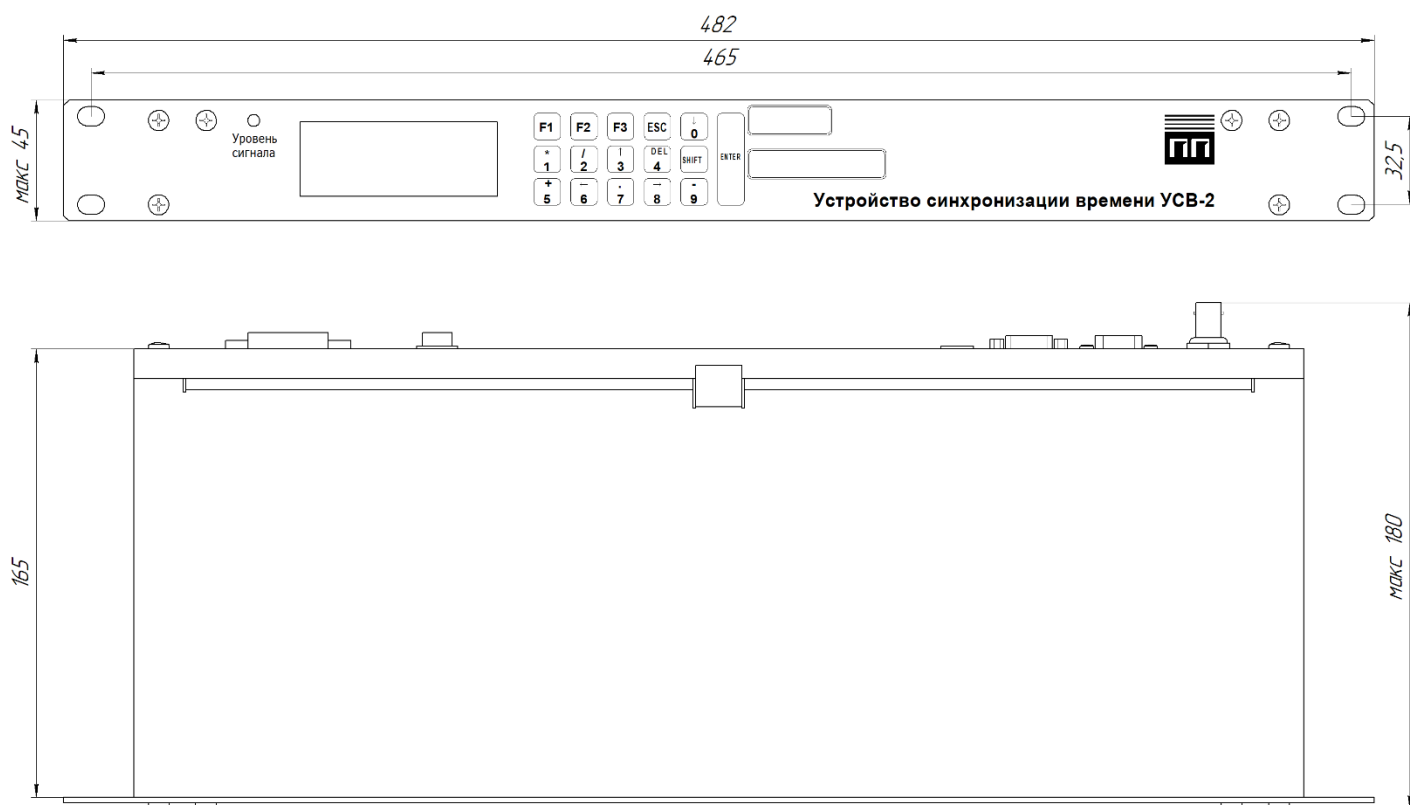 482
465
макс 45
Уровень
сигнала
F1 F2 F3 ESC ↓ 0
* 1 / 2 ↑ 3 DEL 4 SHIFT ENTER
+ 5 − 6 . 7 → 8 - 9
Устройство синхронизации времени УСВ-2
32,5
165
макс 180